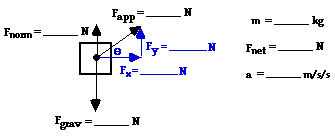 Fapp = ______ N
Fnorm = ______ N
m = ______ kg
θ
Fy = ______ N
Fnet = ______ N
Fx = ______ N
a = ______ m/s/s
Fgrav = ______ N